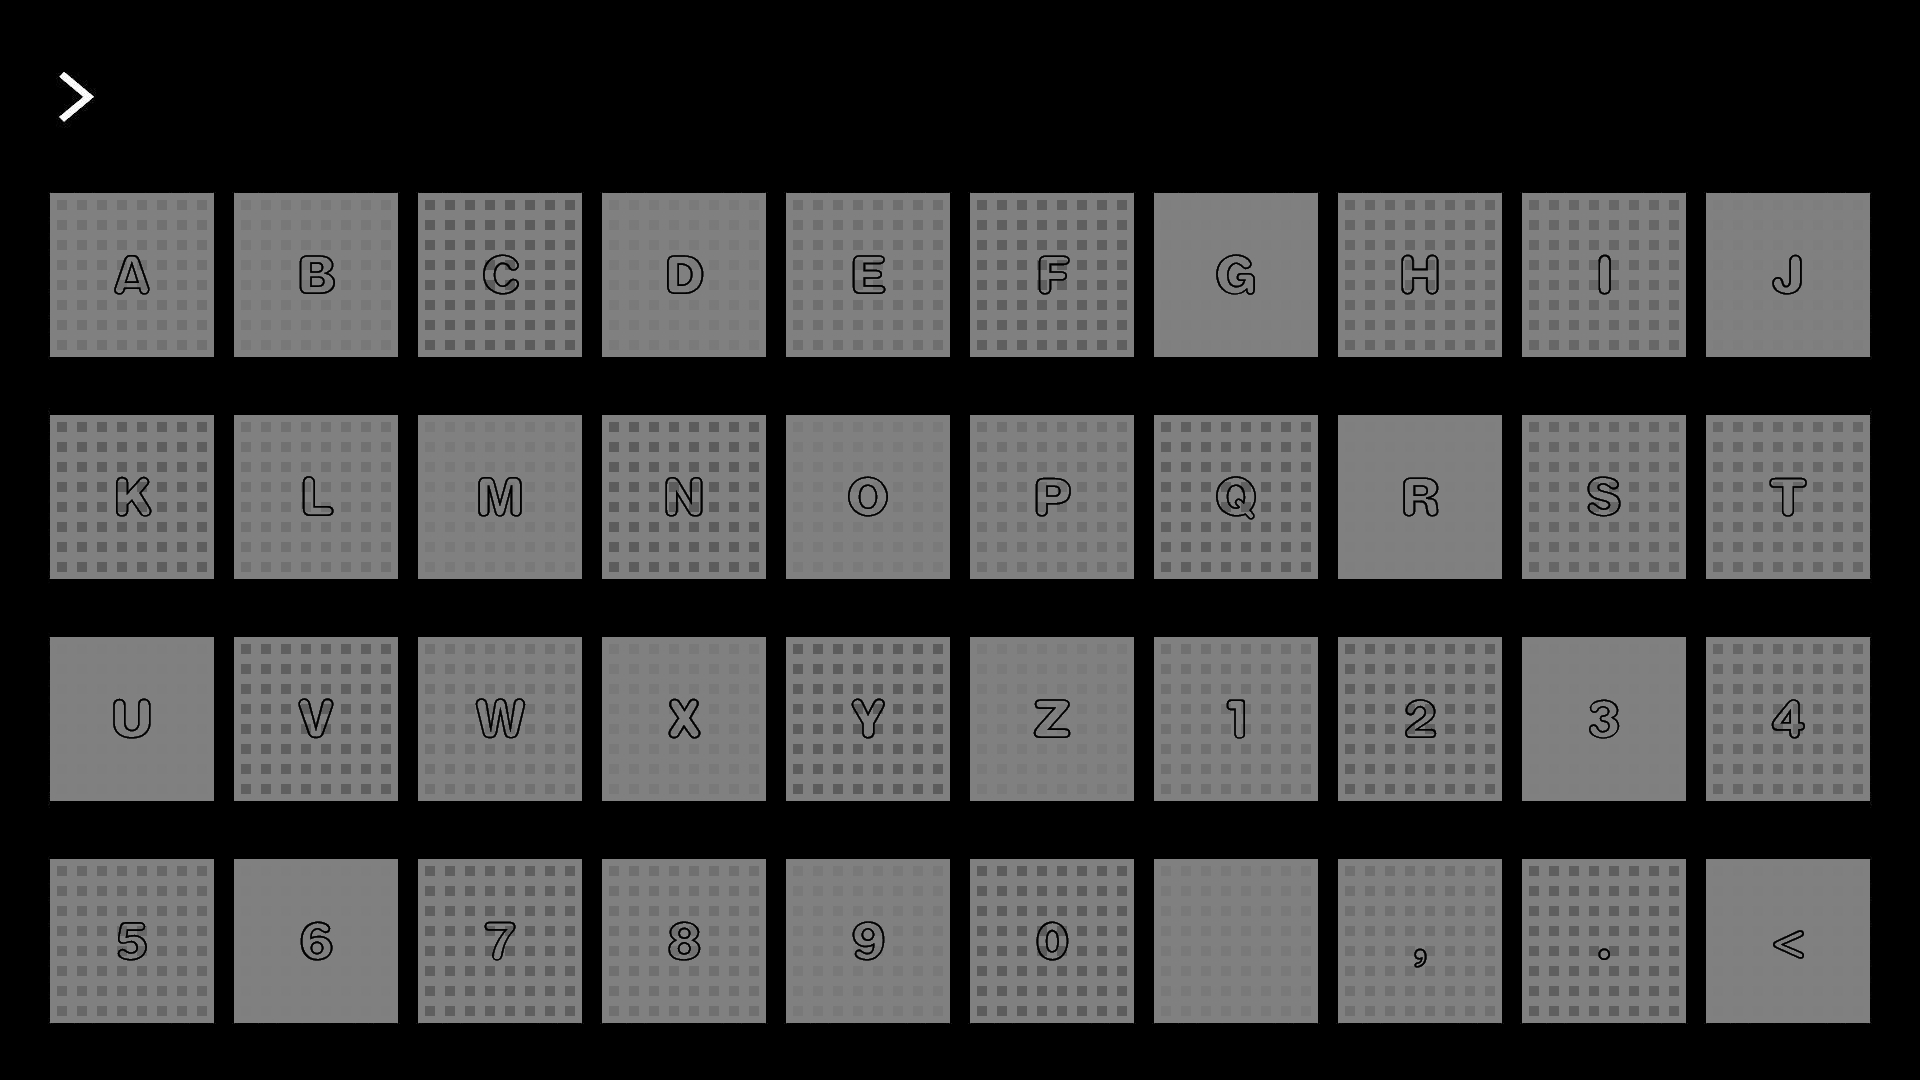 >
A B C D E F G H I J
K L M N O P Q R S T
U V W X Y Z 1 2 3 4
5 6 7 8 9 0 , . <